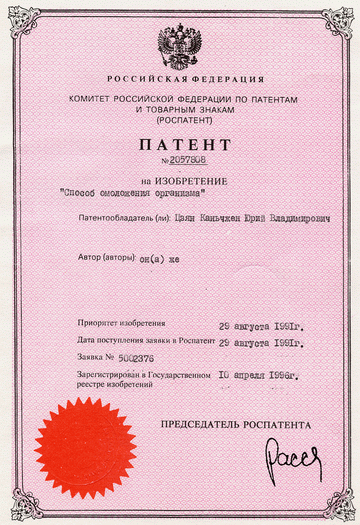 РОССИЙСКАЯ ФЕДЕРАЦИЯ
КОМИТЕТ РОССИЙСКОЙ ФЕДЕРАЦИИ ПО ПАТЕНТАМ
И ТОВАРНЫМ ЗНАКАМ
(РОСПАТЕНТ)
ПАТЕНТ
№ 2057808
на ИЗОБРЕТЕНИЕ
"Способ омоложения организма"
Патентообладатель (ли): Цзян Каньчжен Юрий Владимирович
Автор (авторы): он(а) же
Приоритет изобретения 29 августа 1991г.
Дата поступления заявки в Роспатент 29 августа 1991г.
Заявка № 5002376
Зарегистрирован в Государственном 10 апреля 1996г.
реестре изобретений
ПРЕДСЕДАТЕЛЬ РОСПАТЕНТА